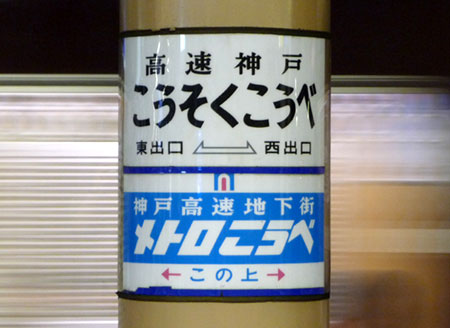 高速神戸
こうそくこうべ
東出口 ⟷ 西出口
神戸高速地下街
メトロこうべ
←この上→